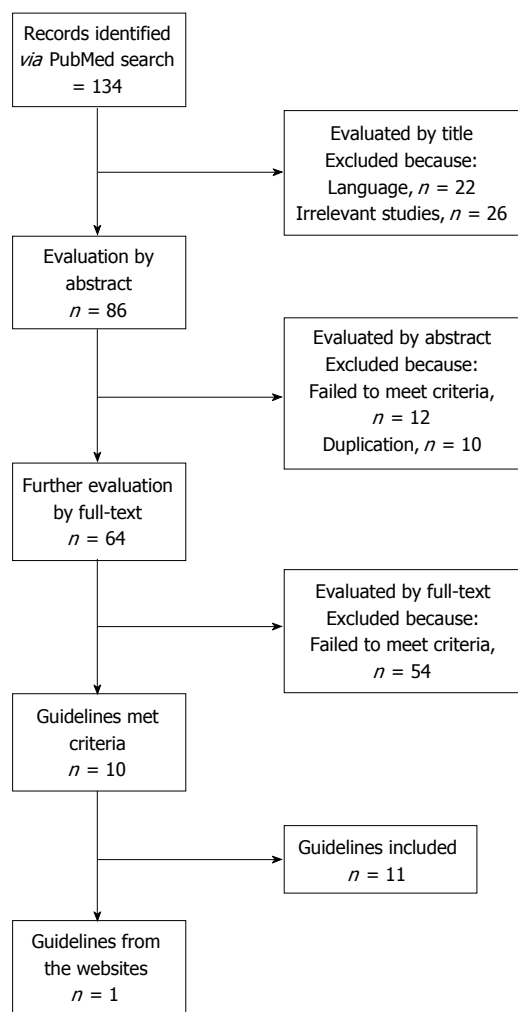 Records identified
via PubMed search
= 134
Evaluated by title
Excluded because:
Language, n = 22
Irrelevant studies, n = 26
Evaluation by
abstract
n = 86
Evaluated by abstract
Excluded because:
Failed to meet criteria,
n = 12
Duplication, n = 10
Further evaluation
by full-text
n = 64
Evaluated by full-text
Excluded because:
Failed to meet criteria,
n = 54
Guidelines met
criteria
n = 10
Guidelines included
n = 11
Guidelines from
the websites
n = 1